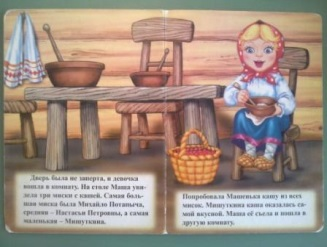 Дверь была не заперта, и девочка
вошла в комнату. На столе Маша уви-
дела три миски с кашей. Самая боль-
шая миска была Михайло Потапыча,
средняя – Настасьи Петровны, а самая
маленькая – Мишуткина.
Попробовала Машенька кашу из всех
мисок. Мишуткина каша оказалась са-
мой вкусной. Маша её съела и пошла в
другую комнату.